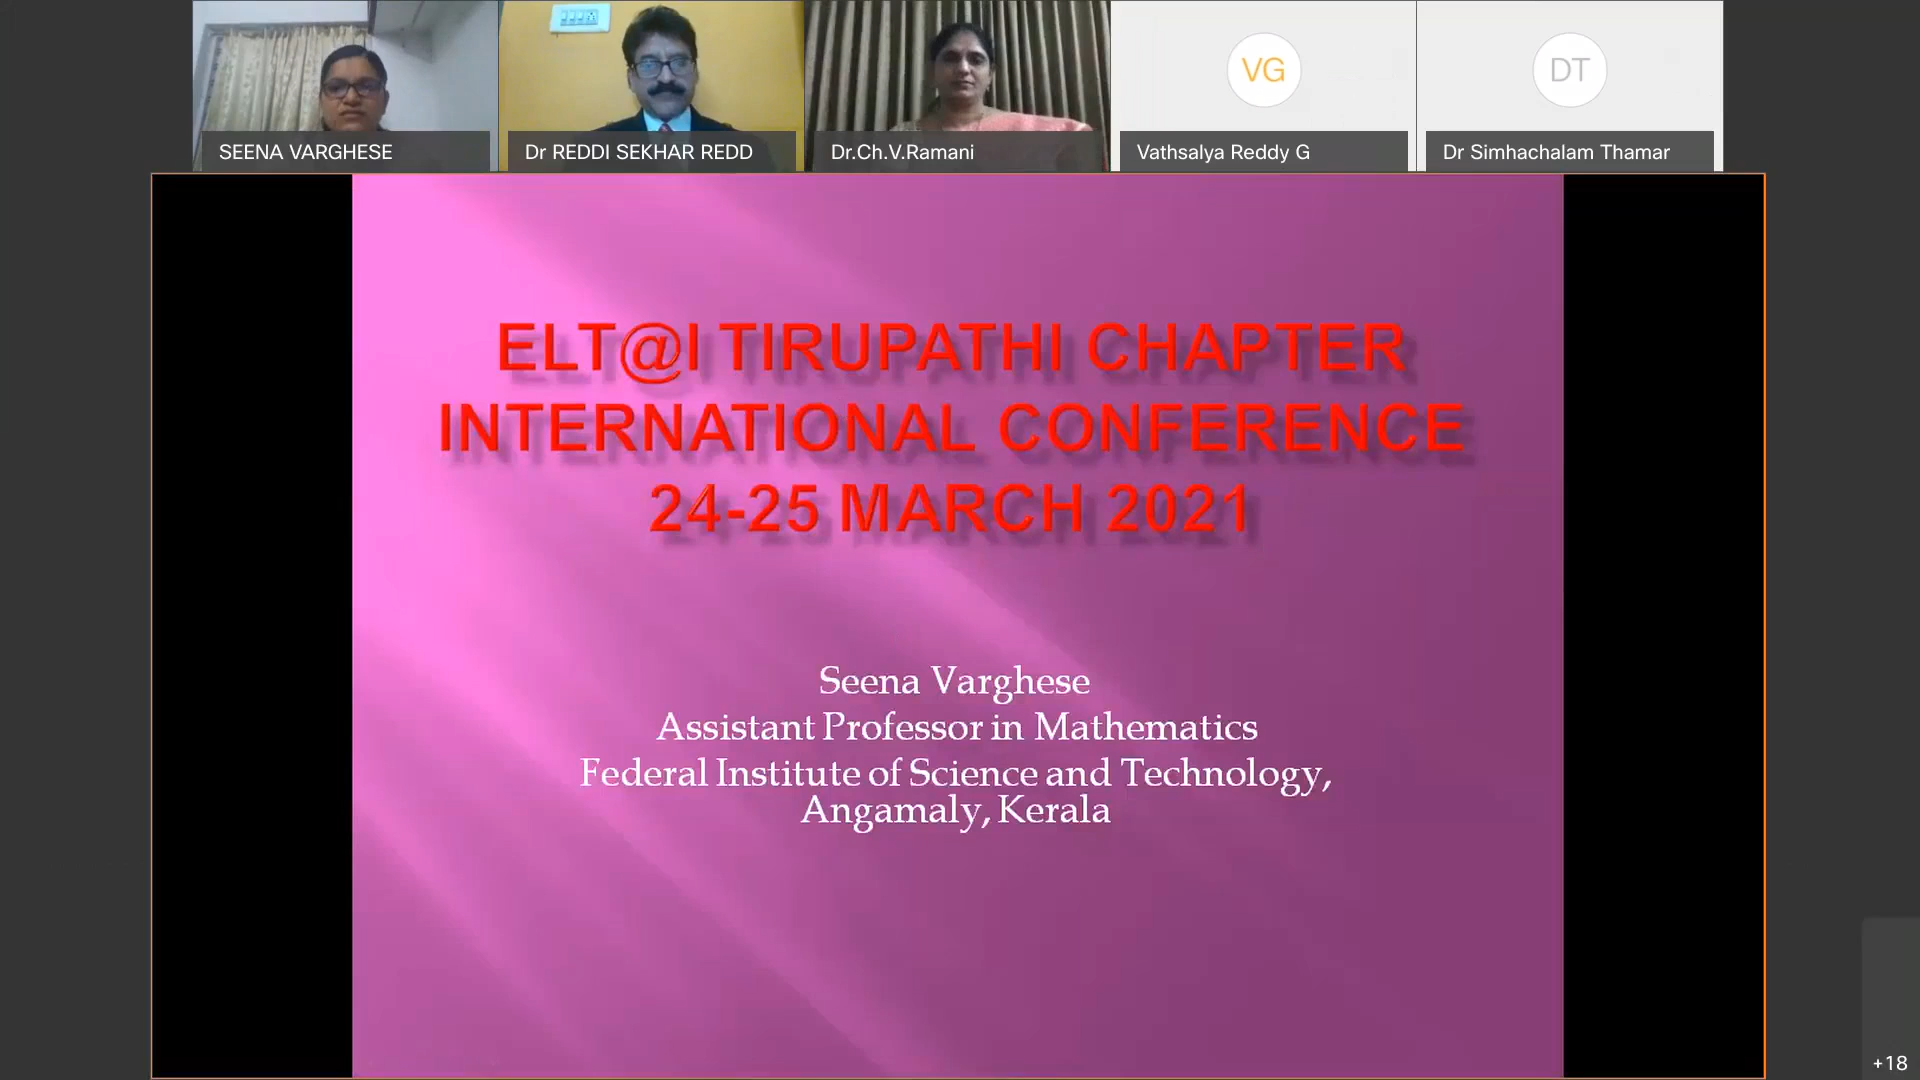 SEENA VARGHESE
Dr REDDI SEKHAR REDD
Dr.Ch.V.Ramani
VG
Vathsalya Reddy G
DT
Dr Simhachalam Thamar
ELT@I TIRUPATHI CHAPTER
INTERNATIONAL CONFERENCE
24-25 MARCH 2021
Seena Varghese
Assistant Professor in Mathematics
Federal Institute of Science and Technology,
Angamaly, Kerala
+18